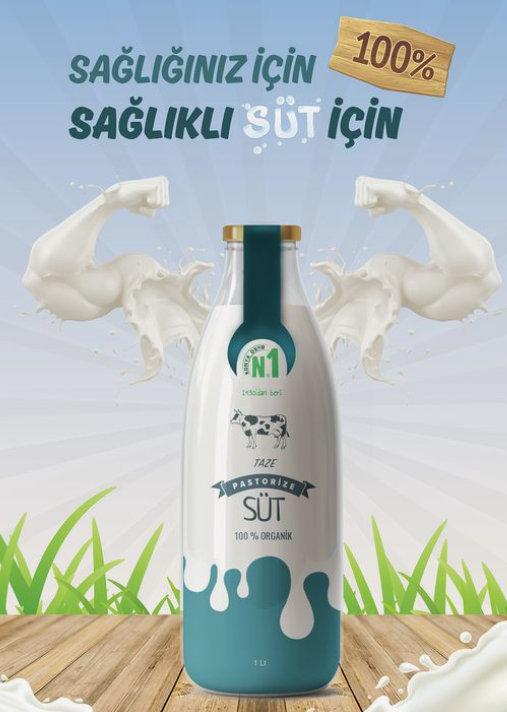 SAĞLIĞINIZ İÇİN
100%
SAĞLIKLI SÜT İÇİN
N.1
TAZE
PASTORİZE
SÜT
100 % ORGANİK
1 Lt